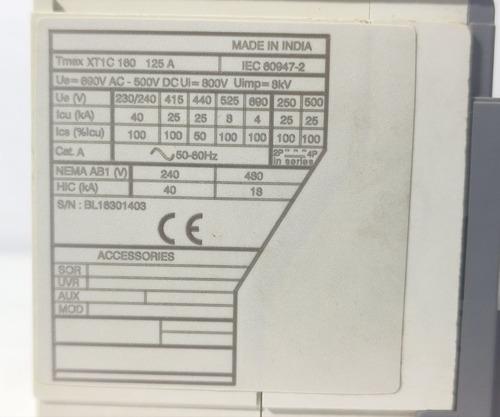 MADE IN INDIA
Tmax XT1C 160 125 A IEC 60947-2
Ue=690V AC - 500V DC Ui=800V Uimp=8kV
Ue (V) 230/240 415 440 525 690 250 500
Icu (kA) 40 25 25 8 4 25 25
Ics (%Icu) 100 100 50 100 100 100 100
Cat. A 50-60Hz 2P 4P
in series
NEMA AB1 (V) 240 480
HIC (kA) 40 18
S/N : BL16301403
CE
ACCESSORIES
SOR
UVR
AUX
MOD